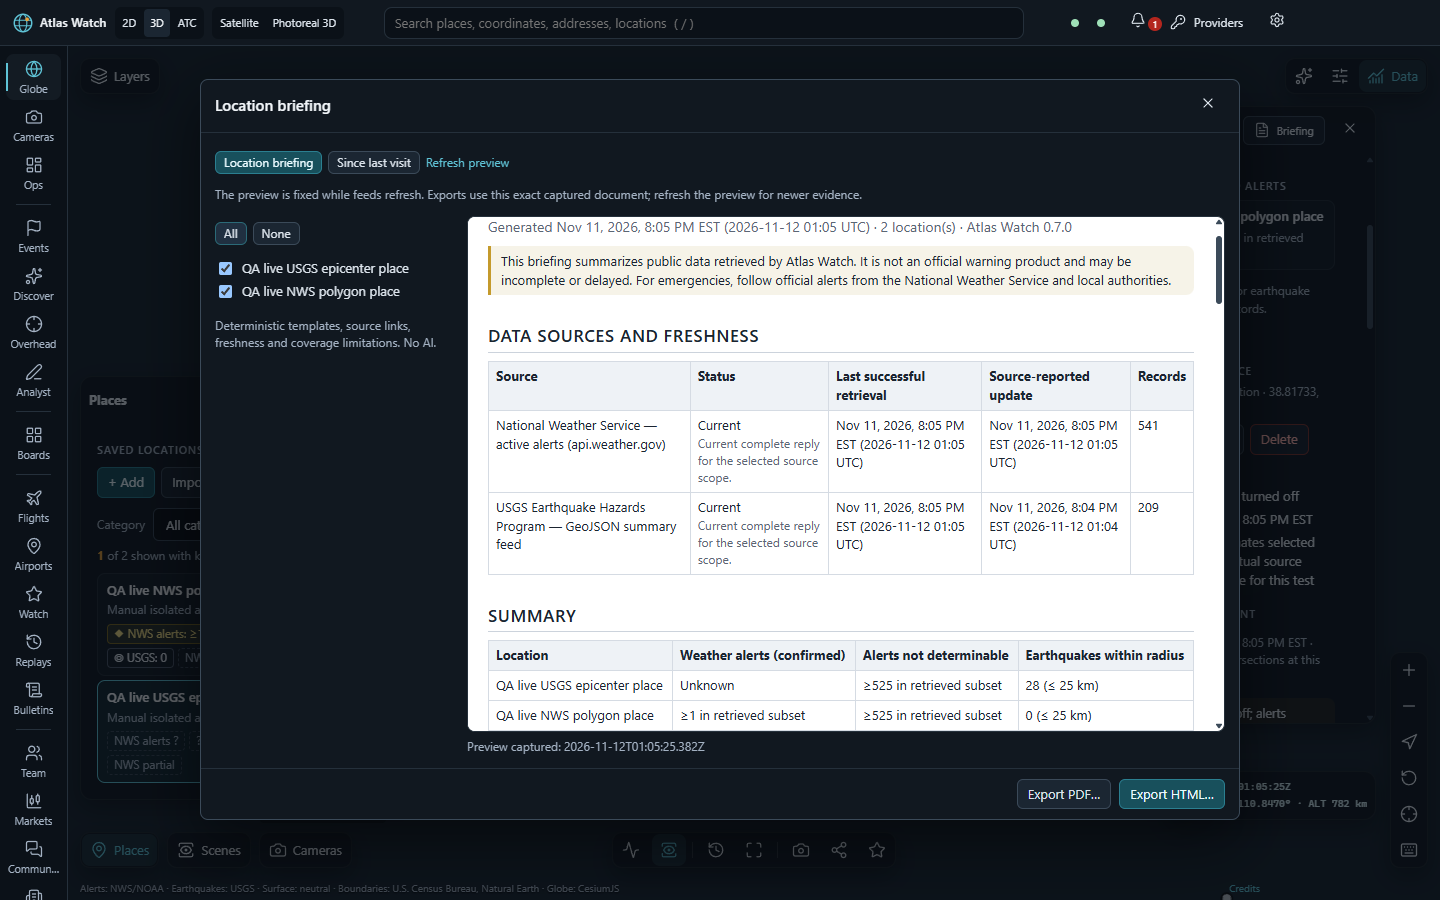 Atlas Watch
2D 3D ATC
Satellite Photoreal 3D
Search places, coordinates, addresses, locations ( / )
1
Providers
Globe
Cameras
Ops
Events
Discover
Overhead
Analyst
Boards
Flights
Airports
Watch
Replays
Bulletins
Team
Markets
Commun...
Layers
Data
Places
SAVED LOCATIONS
+ Add
Category
1 of 2 shown with
QA live NWS po
Manual isolated a
NWS alerts: ≥
USGS: 0
QA live USGS ep
Manual isolated a
NWS alerts ?
NWS partial
Location briefing
Location briefing Since last visit Refresh preview
The preview is fixed while feeds refresh. Exports use this exact captured document; refresh the preview for newer evidence.
All None
QA live USGS epicenter place
QA live NWS polygon place
Deterministic templates, source links,
freshness and coverage limitations. No AI.
Generated Nov 11, 2026, 8:05 PM EST (2026-11-12 01:05 UTC) · 2 location(s) · Atlas Watch 0.7.0
This briefing summarizes public data retrieved by Atlas Watch. It is not an official warning product and may be
incomplete or delayed. For emergencies, follow official alerts from the National Weather Service and local authorities.
DATA SOURCES AND FRESHNESS
Source Status Last successful retrieval Source-reported update Records
National Weather Service —
active alerts (api.weather.gov)
Current
Current complete reply
for the selected source
scope.
Nov 11, 2026, 8:05 PM
EST (2026-11-12 01:05
UTC)
Nov 11, 2026, 8:05 PM
EST (2026-11-12 01:05
UTC)
541
USGS Earthquake Hazards
Program — GeoJSON summary
feed
Current
Current complete reply
for the selected source
scope.
Nov 11, 2026, 8:05 PM
EST (2026-11-12 01:05
UTC)
Nov 11, 2026, 8:04 PM
EST (2026-11-12 01:04
UTC)
209
SUMMARY
Location Weather alerts (confirmed) Alerts not determinable Earthquakes within radius
QA live USGS epicenter place Unknown ≥525 in retrieved subset 28 (≤ 25 km)
QA live NWS polygon place ≥1 in retrieved subset ≥525 in retrieved subset 0 (≤ 25 km)
Preview captured: 2026-11-12T01:05:25.382Z
Export PDF... Export HTML...
Briefing
ALERTS
polygon place
in retrieved
or earthquake
ords.
tion · 38.81733,
Delete
turned off
8:05 PM EST
ates selected
tual source
e for this test
NT
8:05 PM EST ·
rsections at this
off; alerts
01:05:25Z
110.8470° · ALT 782 km
Places Scenes Cameras
Alerts: NWS/NOAA · Earthquakes: USGS · Surface: neutral · Boundaries: U.S. Census Bureau, Natural Earth · Globe: CesiumJS
Credits